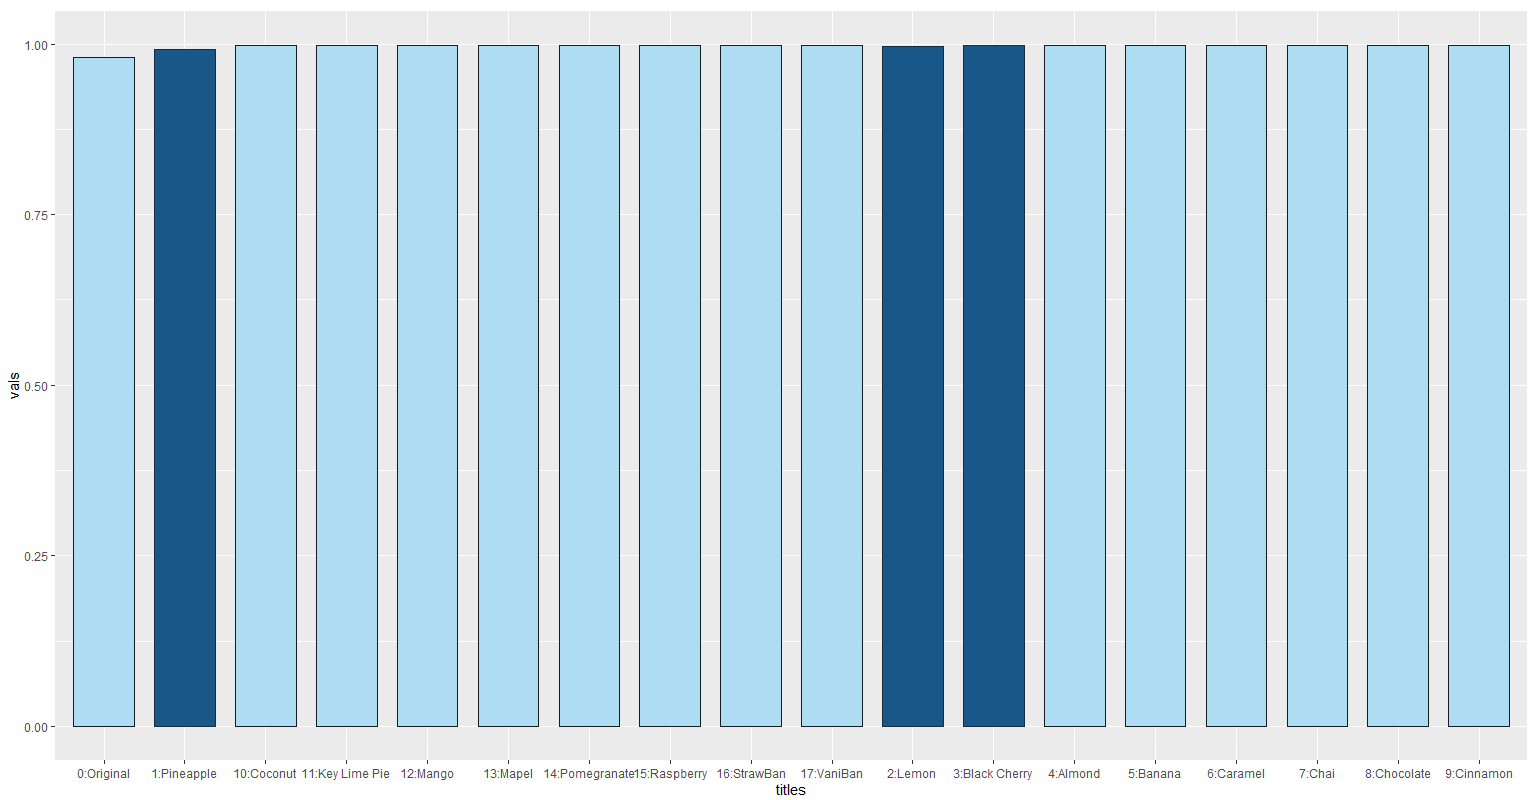 1.00
0.75
0.50
0.25
0.00
vals
0:Original 1:Pineapple 10:Coconut 11:Key Lime Pie 12:Mango 13:Mapel 14:Pomegranate 15:Raspberry 16:StrawBan 17:VaniBan 2:Lemon 3:Black Cherry 4:Almond 5:Banana 6:Caramel 7:Chai 8:Chocolate 9:Cinnamon
titles